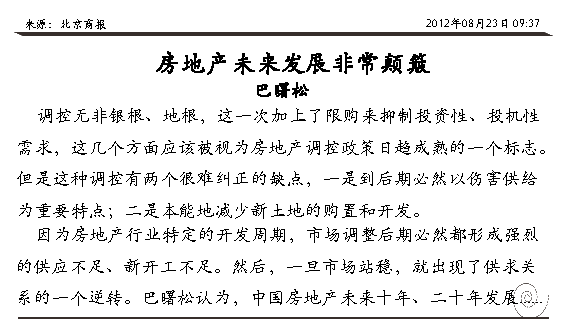 来源：北京商报
2012年08月23日09:37
房地产未来发展非常颠簸
巴曙松
调控无非银根、地根，这一次加上了限购来抑制投资性、投机性
需求，这几个方面应该被视为房地产调控政策日趋成熟的一个标志。
但是这种调控有两个很难纠正的缺点，一是到后期必然以伤害供给
为重要特点；二是本能地减少新土地的购置和开发。
因为房地产行业特定的开发周期，市场调整后期必然都形成强烈
的供应不足、新开工不足。然后，一旦市场站稳，就出现了供求关
系的一个逆转。巴曙松认为，中国房地产未来十年、二十年发展